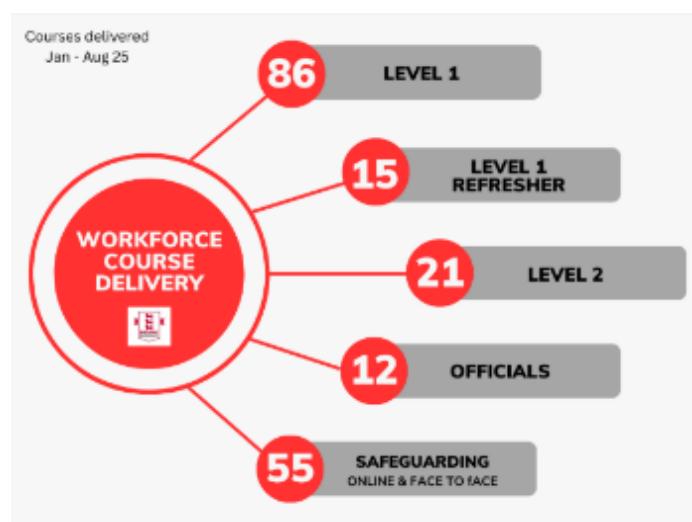 Courses delivered
Jan - Aug 25
86
LEVEL 1
15
LEVEL 1
REFRESHER
WORKFORCE
COURSE
DELIVERY
21
LEVEL 2
12
OFFICIALS
55
SAFEGUARDING
ONLINE & FACE TO fACE